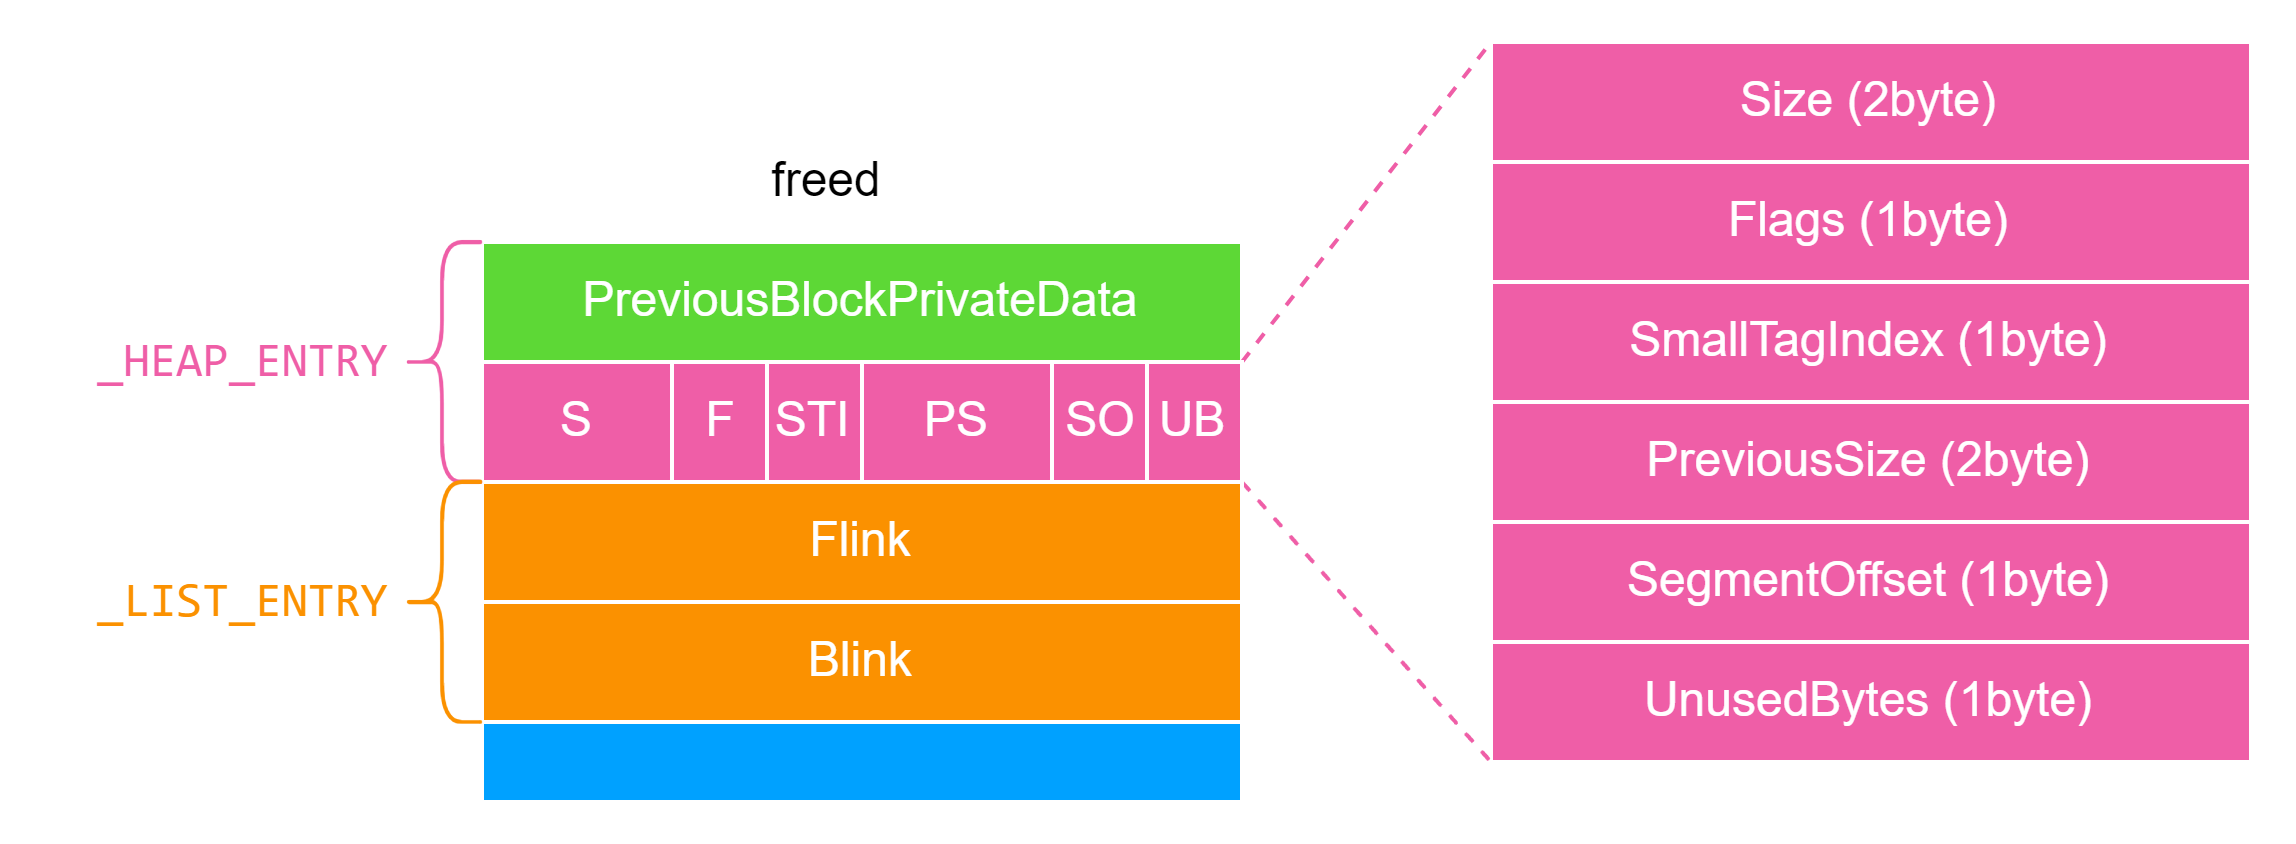 freed
_HEAP_ENTRY
PreviousBlockPrivateData
S F STI PS SO UB
_LIST_ENTRY
Flink
Blink
Size (2byte)
Flags (1byte)
SmallTagIndex (1byte)
PreviousSize (2byte)
SegmentOffset (1byte)
UnusedBytes (1byte)